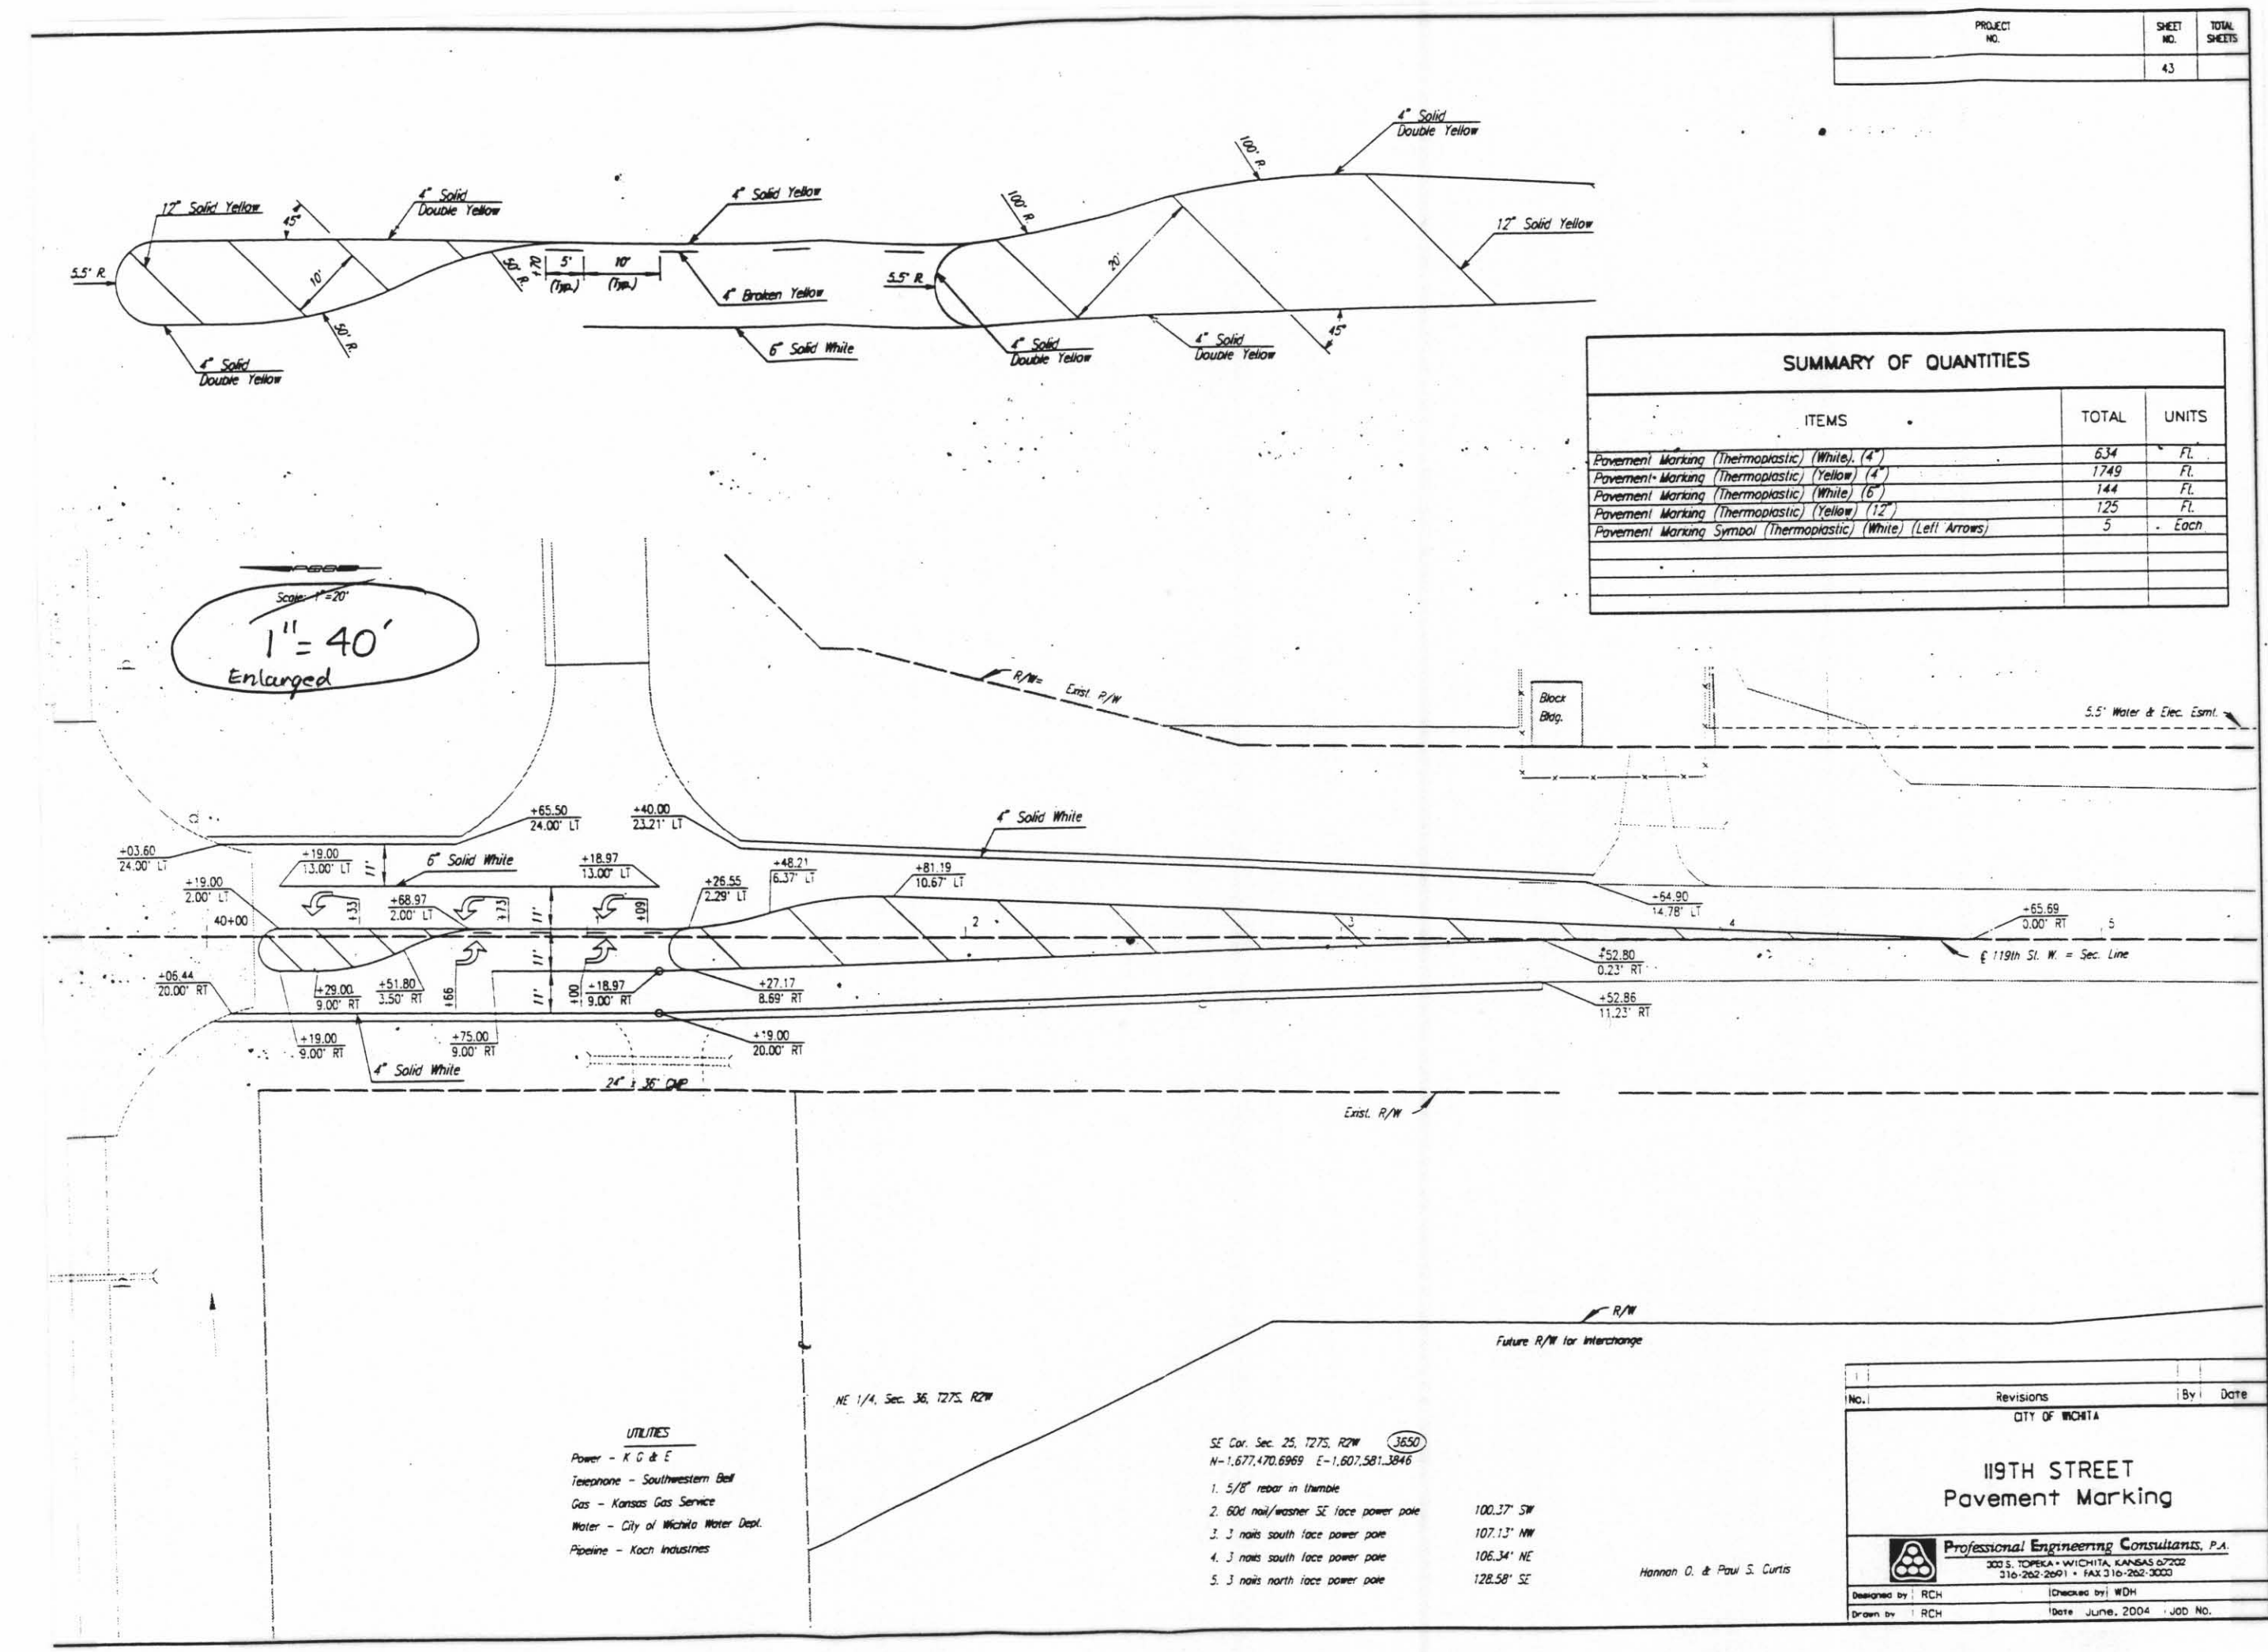 PROJECT NO.
SHEET NO.
TOTAL SHEETS
43
4" Solid
Double Yellow
100' R.
12" Solid Yellow
45°
4" Solid
Double Yellow
4" Solid Yellow
100' R.
12" Solid Yellow
5.5' R.
10'
50' R.
+70
5'
(Typ.)
10'
(Typ.)
4" Broken Yellow
5.5' R.
20'
50' R.
4" Solid
Double Yellow
6" Solid White
4" Solid
Double Yellow
4" Solid
Double Yellow
45°
SUMMARY OF QUANTITIES
ITEMS TOTAL UNITS
Pavement Marking (Thermoplastic) (White) (4") 634 Ft.
Pavement Marking (Thermoplastic) (Yellow) (4") 1749 Ft.
Pavement Marking (Thermoplastic) (White) (6") 144 Ft.
Pavement Marking (Thermoplastic) (Yellow) (12") 125 Ft.
Pavement Marking Symbol (Thermoplastic) (White) (Left Arrows) 5 Each
Scale: 1"=20'
1"=40'
Enlarged
R/W=
Exist. R/W
Block
Bldg.
5.5' Water & Elec. Esmt.
+65.50
24.00' LT
+40.00
23.21' LT
4" Solid White
+03.60
24.00' LT
+19.00
13.00' LT
11'
6" Solid White
+18.97
13.00' LT
+48.21
6.37' LT
+81.19
10.67' LT
+19.00
2.00' LT
+33
+68.97
2.00' LT
+73
11'
+09
+26.55
2.29' LT
+64.90
14.78' LT
+65.69
0.00' RT
40+00
2
3
4
5
11'
+52.80
0.23' RT
℄ 119th St. W. = Sec. Line
+06.44
20.00' RT
+29.00
9.00' RT
+51.80
3.50' RT
+66
11'
+00
+18.97
9.00' RT
+27.17
8.69' RT
+52.86
11.23' RT
+19.00
9.00' RT
+75.00
9.00' RT
+19.00
20.00' RT
4" Solid White
24" x 36' CMP
Exist. R/W
R/W
Future R/W for Interchange
NE 1/4, Sec. 36, T27S, R2W
UTILITIES
Power - K G & E
Telephone - Southwestern Bell
Gas - Kansas Gas Service
Water - City of Wichita Water Dept.
Pipeline - Koch Industries
SE Cor. Sec. 25, T27S, R2W 3650
N-1,677,470.6969 E-1,607,581.3846
1. 5/8" rebar in thimble
2. 60d nail/washer SE face power pole 100.37' SW
3. 3 nails south face power pole 107.13' NW
4. 3 nails south face power pole 106.34' NE
5. 3 nails north face power pole 128.58' SE
Hannah O. & Paul S. Curtis
No. Revisions By Date
CITY OF WICHITA
119TH STREET
Pavement Marking
Professional Engineering Consultants, P.A.
303 S. TOPEKA • WICHITA, KANSAS 67202
316-262-2691 • FAX 316-262-3003
Designed by RCH Checked by WDH
Drawn by RCH Date June, 2004 Job No.